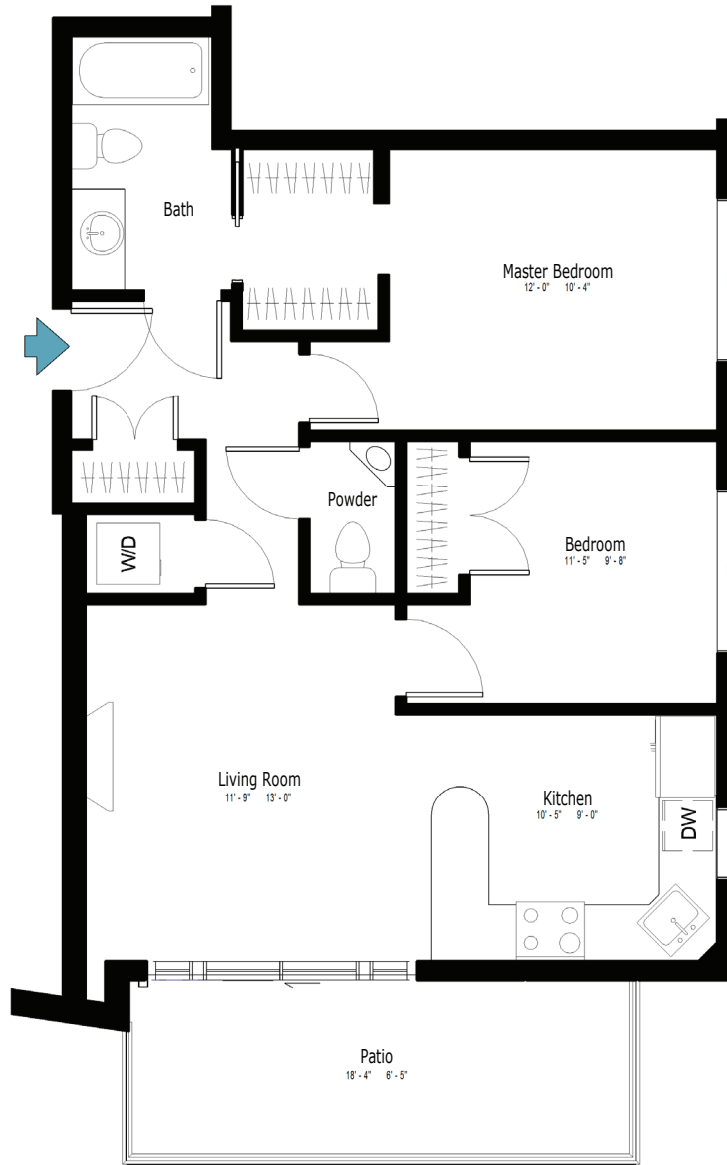 Bath
Master Bedroom
12' - 0" 10' - 4"
Powder
W/D
Bedroom
11' - 5" 9' - 8"
Living Room
11' - 9" 13' - 0"
Kitchen
10' - 5" 9' - 0"
DW
Patio
18' - 4" 6' - 5"